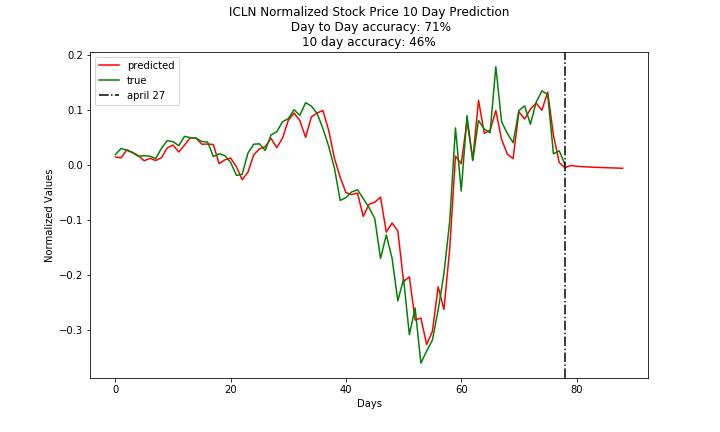 ICLN Normalized Stock Price 10 Day Prediction
Day to Day accuracy: 71%
10 day accuracy: 46%
predicted
true
april 27
0.2
0.1
0.0
−0.1
−0.2
−0.3
Normalized Values
0 20 40 60 80
Days